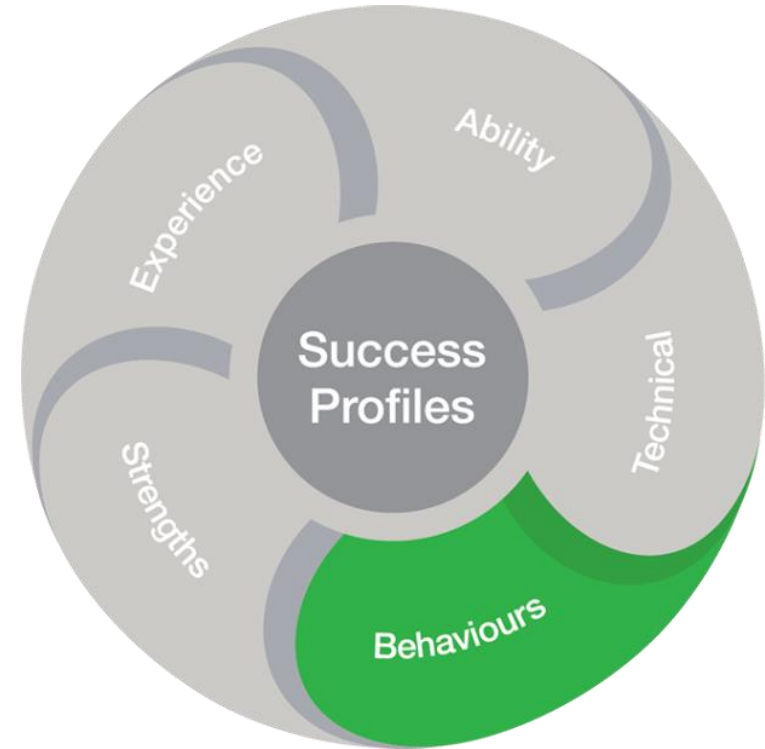 Ability
Experience
Success
Profiles
Technical
Strengths
Behaviours